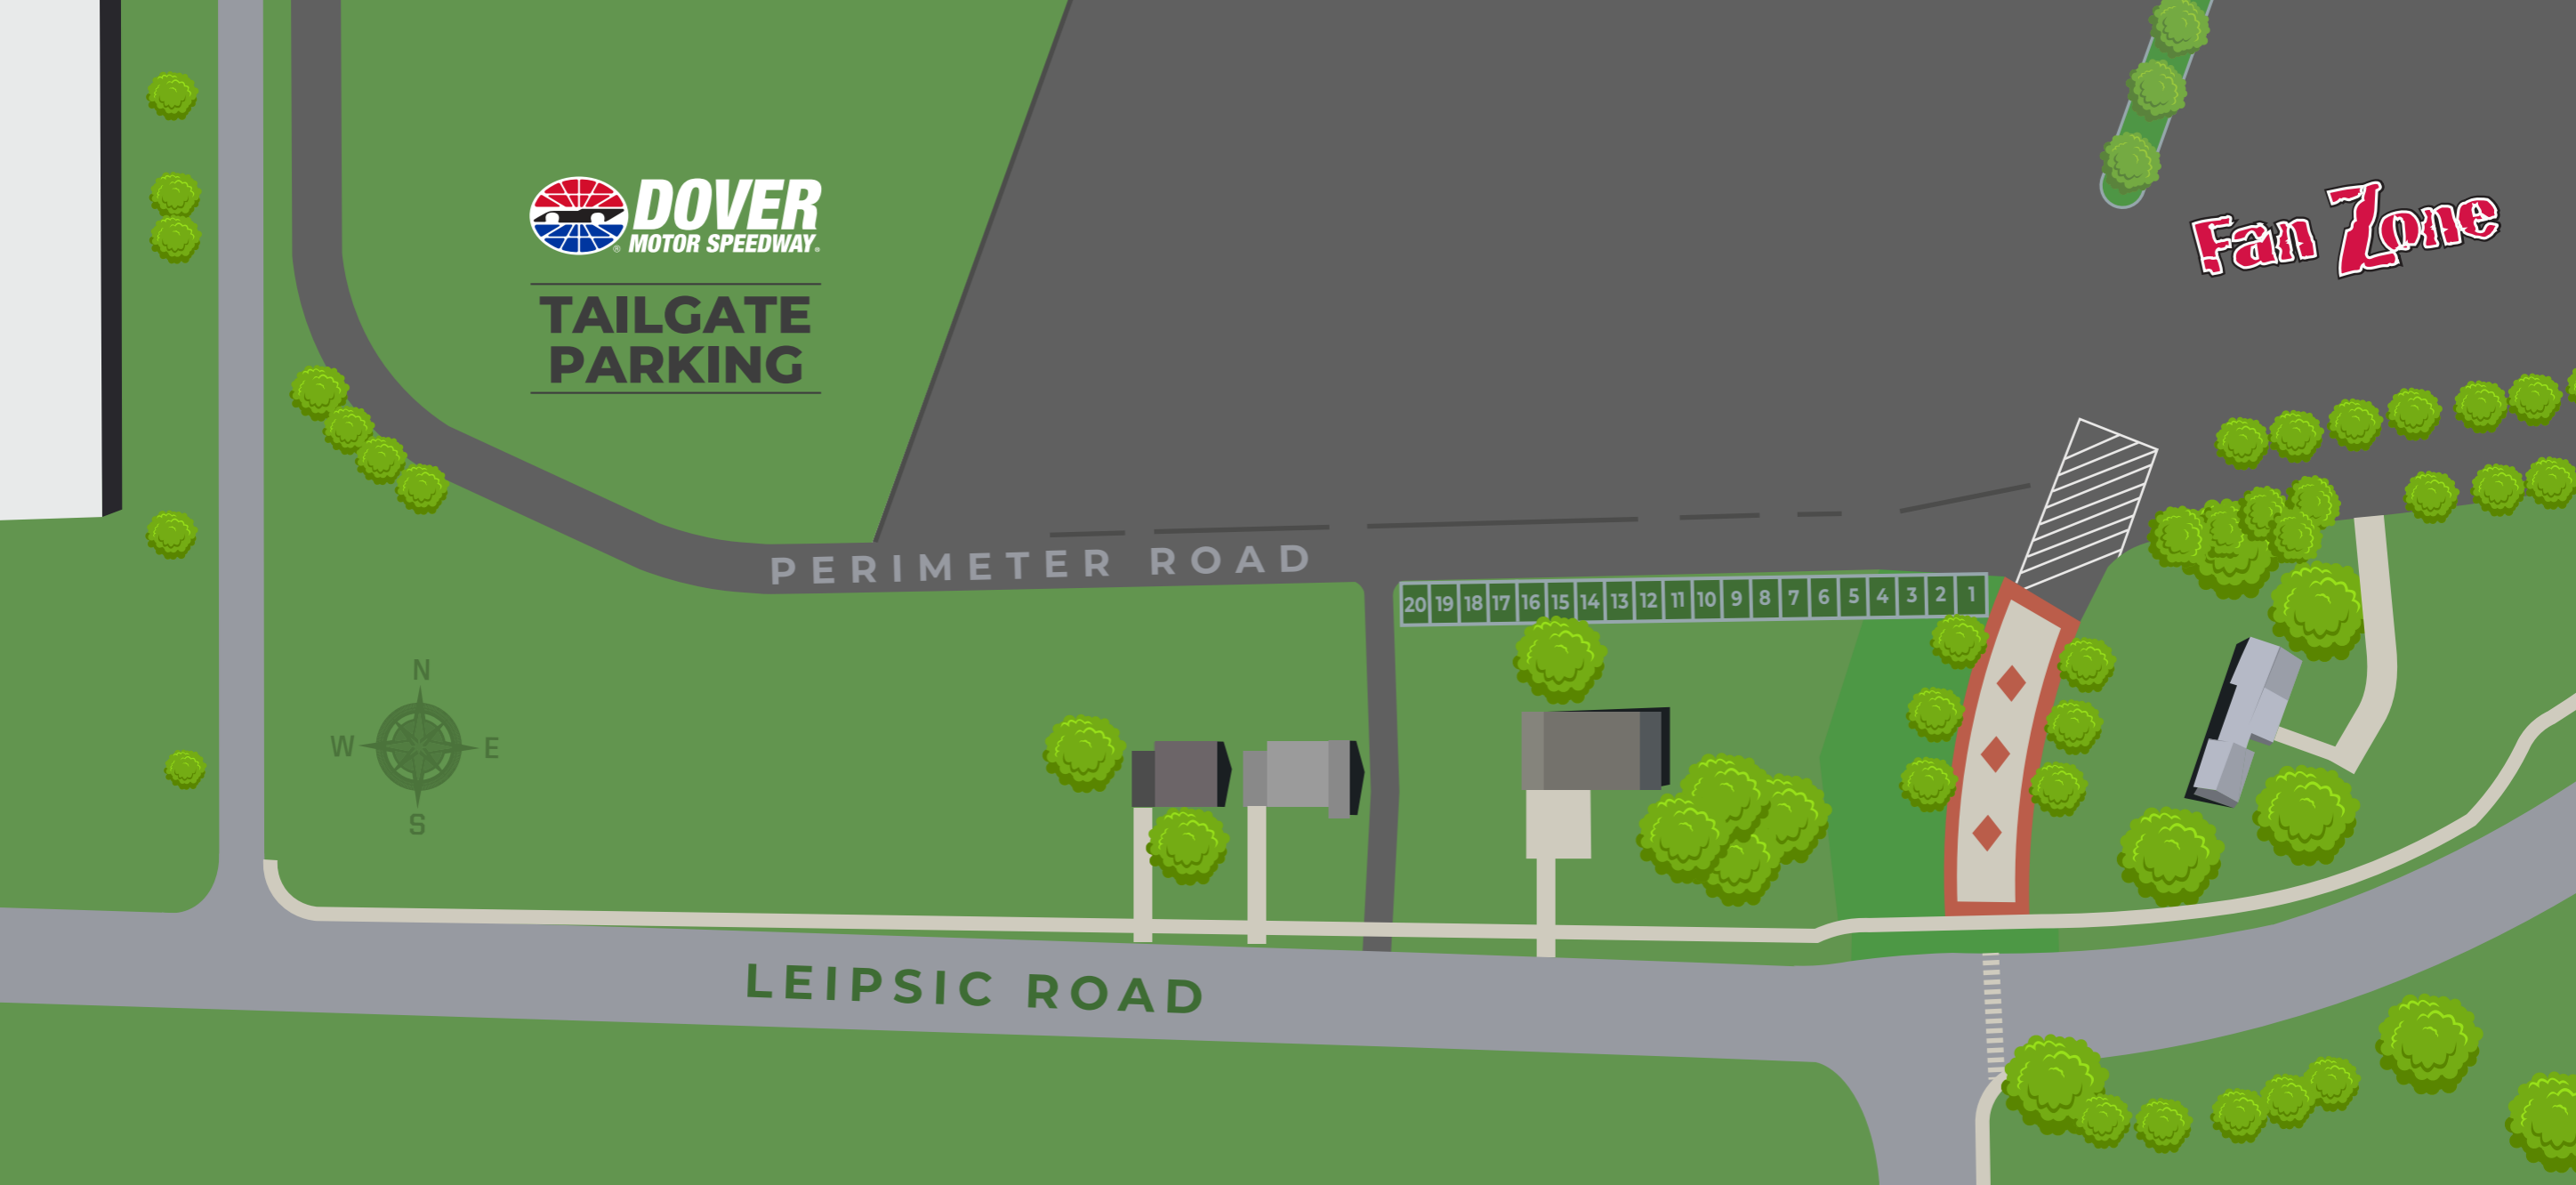 DOVER
MOTOR SPEEDWAY.
TAILGATE
PARKING
Fan Zone
PERIMETER ROAD
20 19 18 17 16 15 14 13 12 11 10 9 8 7 6 5 4 3 2 1
N
W E
S
LEIPSIC ROAD